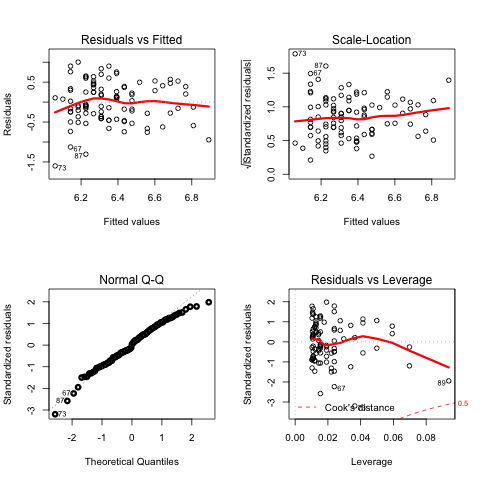 Residuals vs Fitted
Residuals
0.5
-0.5
-1.5
73
67
87
6.2 6.4 6.6 6.8
Fitted values
Scale-Location
√|Standardized residuals|
1.5
1.0
0.5
0.0
73
87
67
6.2 6.4 6.6 6.8
Fitted values
Normal Q-Q
Standardized residuals
2
1
0
-1
-2
-3
67
87
73
-2 -1 0 1 2
Theoretical Quantiles
Residuals vs Leverage
Standardized residuals
2
1
0
-1
-3
67
89
Cook's distance
0.5
0.00 0.02 0.04 0.06 0.08
Leverage